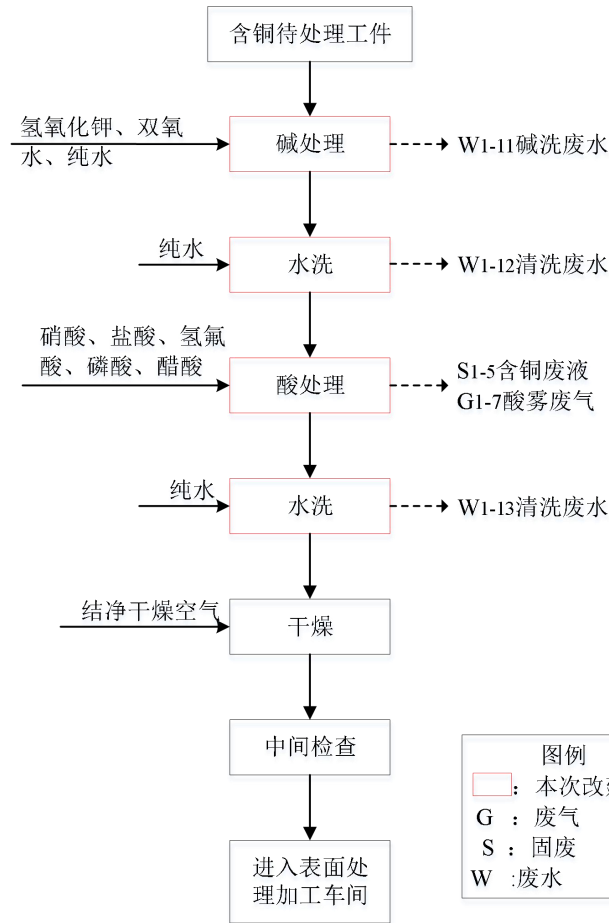 含铜待处理工件
氢氧化钾、双氧
水、纯水
碱处理
W1-11碱洗废水
纯水
水洗
W1-12清洗废水
硝酸、盐酸、氢氟
酸、磷酸、醋酸
酸处理
S1-5含铜废液
G1-7酸雾废气
纯水
水洗
W1-13清洗废水
结净干燥空气
干燥
中间检查
进入表面处
理加工车间
图例
：本次改
G ：废气
S ：固废
W :废水